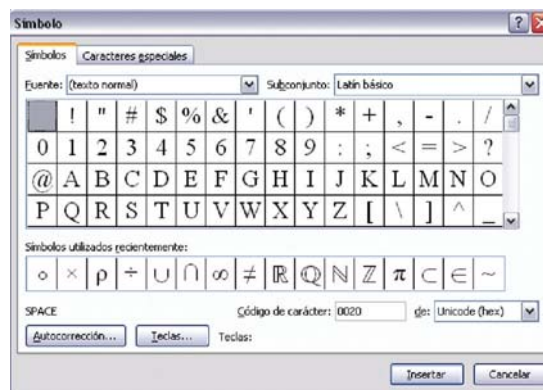 Símbolo
Símbolos Caracteres especiales
Fuente: (texto normal) Subconjunto: Latín básico
! " # $ % & ' ( ) * + , - . /
0 1 2 3 4 5 6 7 8 9 : ; < = > ?
@ A B C D E F G H I J K L M N O
P Q R S T U V W X Y Z [ \ ] ^ _
Símbolos utilizados recientemente:
∘ × ρ ÷ ∪ ∩ ∞ ≠ ℝ ℚ ℕ ℤ π ⊂ ∈ ~
SPACE Código de carácter: 0020 de: Unicode (hex)
Autocorrección... Teclas... Teclas:
Insertar Cancelar